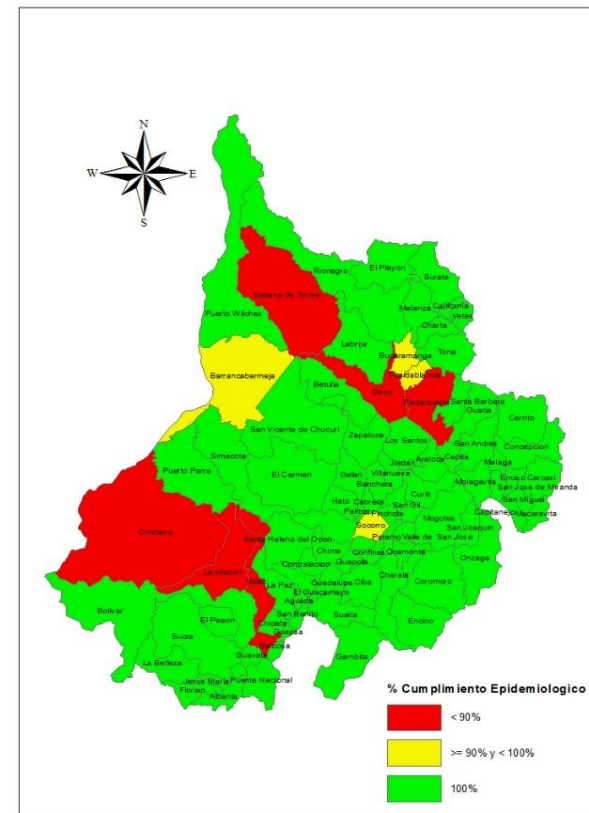 N
W E
S
Rionegro
El Playon
Surata
Sabana de Torres
Puerto Wilches
Matanza
California
Vetas
Charta
Lebrija
Bucaramanga
Tona
Barrancabermeja
Floridablanca
Betulia
Giron
Piedecuesta
Santa Barbara
Guaca
Cerrito
San Vicente de Chucuri
Zapatoca
Los Santos
San Andres
Concepcion
Simacota
Jordan
Aratoca
Cepita
Malaga
Puerto Parra
El Carmen
Galan
Villanueva
Molagavita
Enciso
Carcasi
Barichera
San Jose de Miranda
Hato
Cabrera
Curiti
San Miguel
Palmar
Pinchote
San Gil
Capitanejo
Macaravita
Mogotes
Socorro
San Joaquin
Cimitarra
Santa Helena del Opon
Paramo
Valle de San Jose
Chima
Confines
Ocamonte
Onzaga
Contratacion
Guapota
Landazuri
Velez
La Paz
Guadalupe
Oiba
Charala
Coromoro
El Guacamayo
Aguada
Bolivar
San Benito
Suaita
Encino
El Penon
Chipata
Guepsa
Sucre
Barbosa
Guavata
Gambita
La Belleza
Jesus Maria
Puente Nacional
Florian
Albania
% Cumplimiento Epidemiologico
< 90%
>= 90% y < 100%
100%